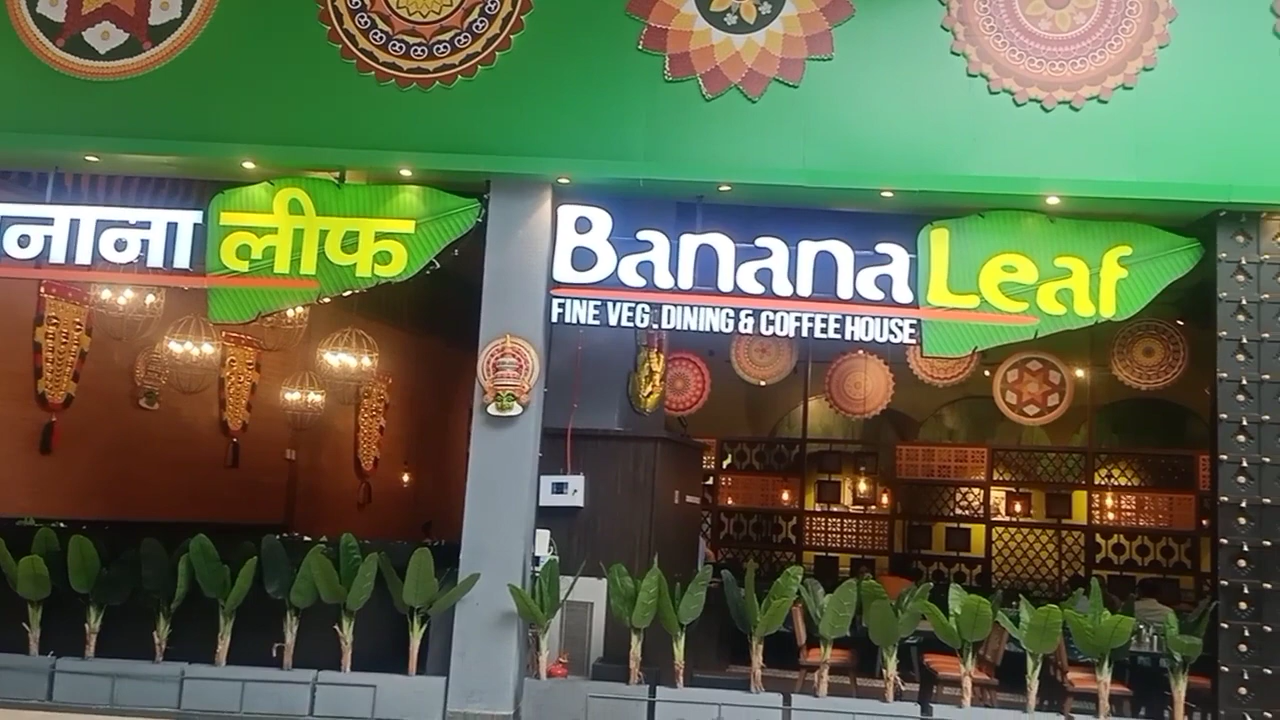 नाना लीफ
Banana Leaf
FINE VEG. DINING & COFFEE HOUSE